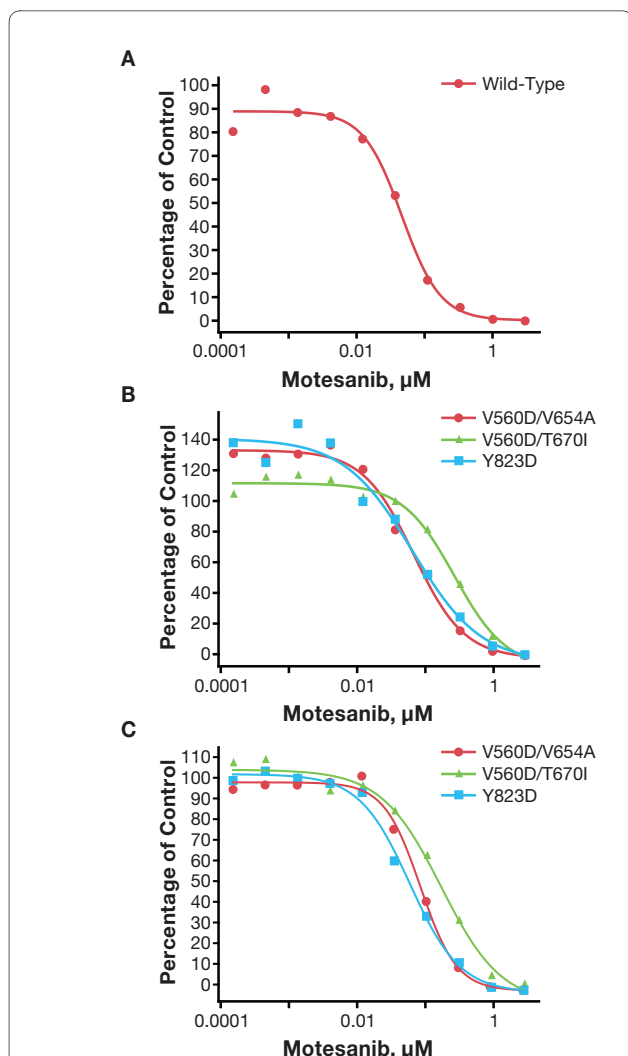 A
Wild-Type
Percentage of Control
100
90
80
70
60
50
40
30
20
10
0
0.0001
0.01
1
Motesanib, µM
B
V560D/V654A
V560D/T670I
Y823D
Percentage of Control
140
120
100
80
60
40
20
0
0.0001
0.01
1
Motesanib, µM
C
V560D/V654A
V560D/T670I
Y823D
Percentage of Control
110
100
90
80
70
60
50
40
30
20
10
0
0.0001
0.01
1
Motesanib, µM